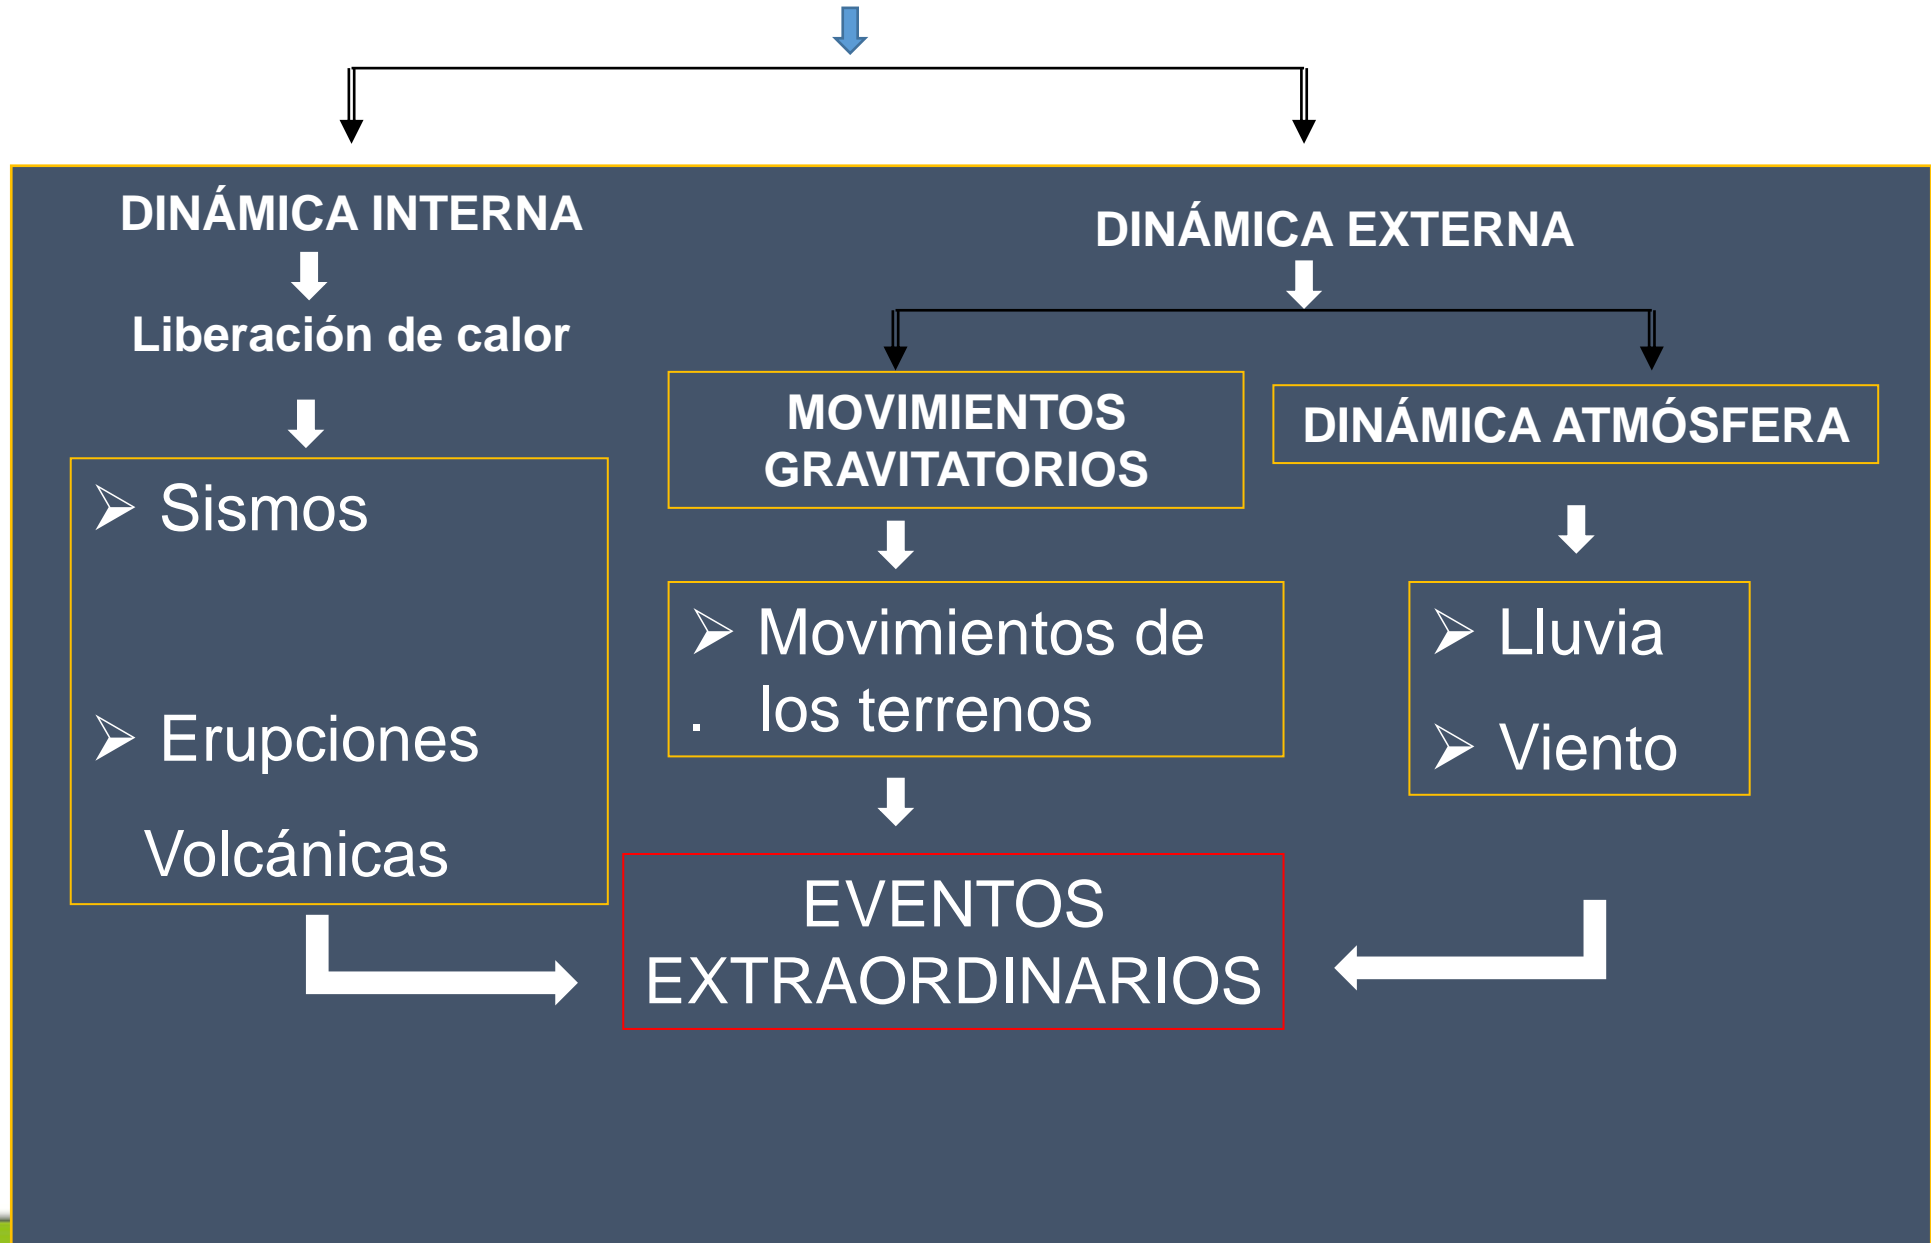 DINÁMICA INTERNA
Liberación de calor
➢ Sismos
➢ Erupciones
Volcánicas
DINÁMICA EXTERNA
MOVIMIENTOS
GRAVITATORIOS
➢ Movimientos de
. los terrenos
DINÁMICA ATMÓSFERA
➢ Lluvia
➢ Viento
EVENTOS
EXTRAORDINARIOS